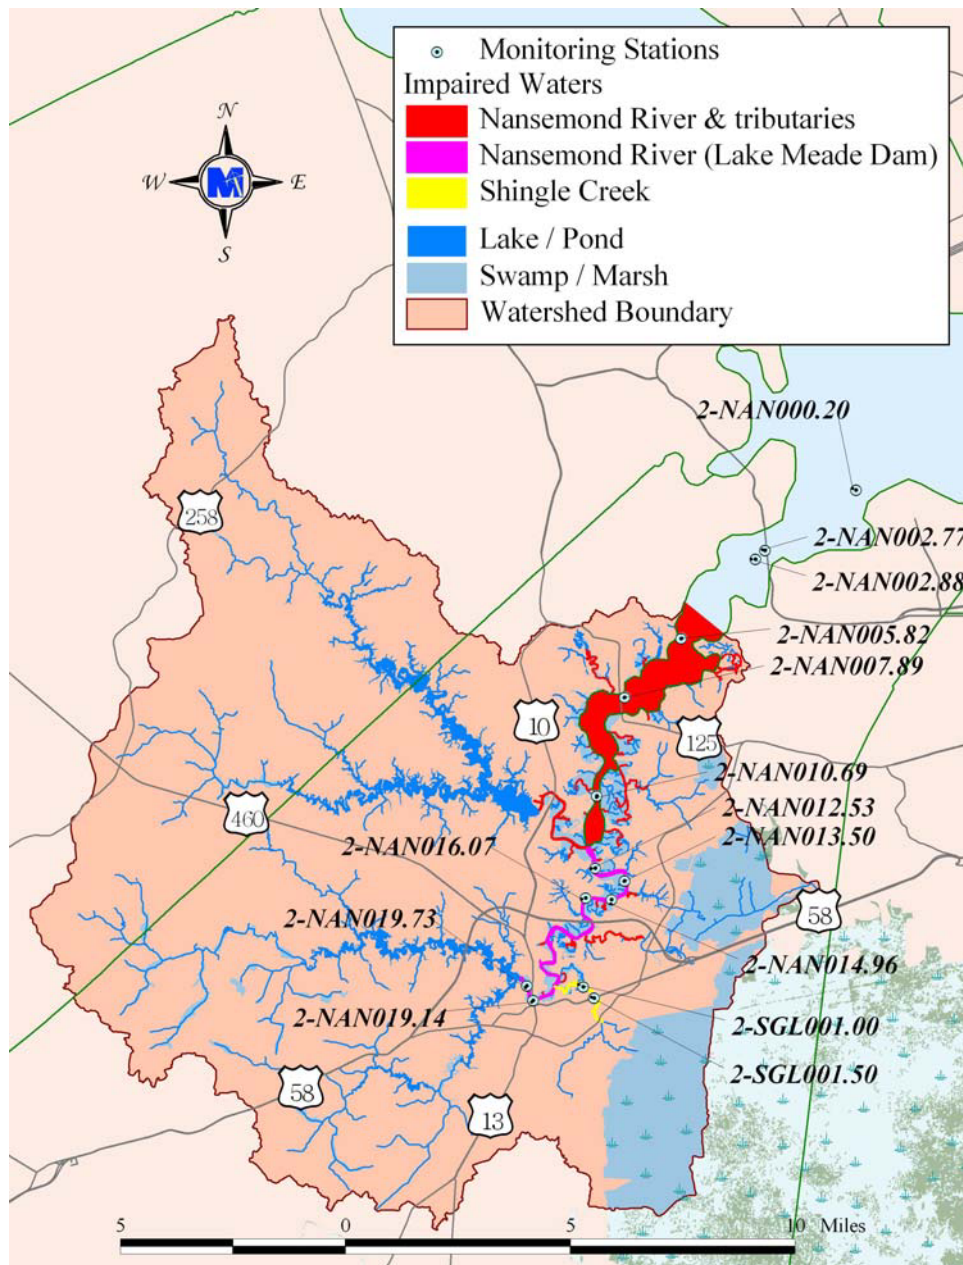 Monitoring Stations
Impaired Waters
Nansemond River & tributaries
Nansemond River (Lake Meade Dam)
Shingle Creek
Lake / Pond
Swamp / Marsh
Watershed Boundary
N
W
M
E
S
2-NAN000.20
258
2-NAN002.77
2-NAN002.88
2-NAN005.82
2-NAN007.89
10
125
2-NAN010.69
2-NAN012.53
460
2-NAN013.50
2-NAN016.07
58
2-NAN019.73
2-NAN014.96
2-NAN019.14
2-SGL001.00
2-SGL001.50
58
13
5 0 5 10 Miles